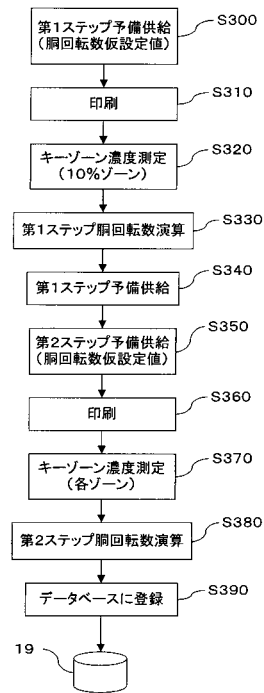 第1ステップ予備供給
(胴回転数仮設定値)
S300
印刷
S310
キーゾーン濃度測定
(10%ゾーン)
S320
第1ステップ胴回転数演算
S330
第1ステップ予備供給
S340
第2ステップ予備供給
(胴回転数仮設定値)
S350
印刷
S360
キーゾーン濃度測定
(各ゾーン)
S370
第2ステップ胴回転数演算
S380
データベースに登録
S390
19